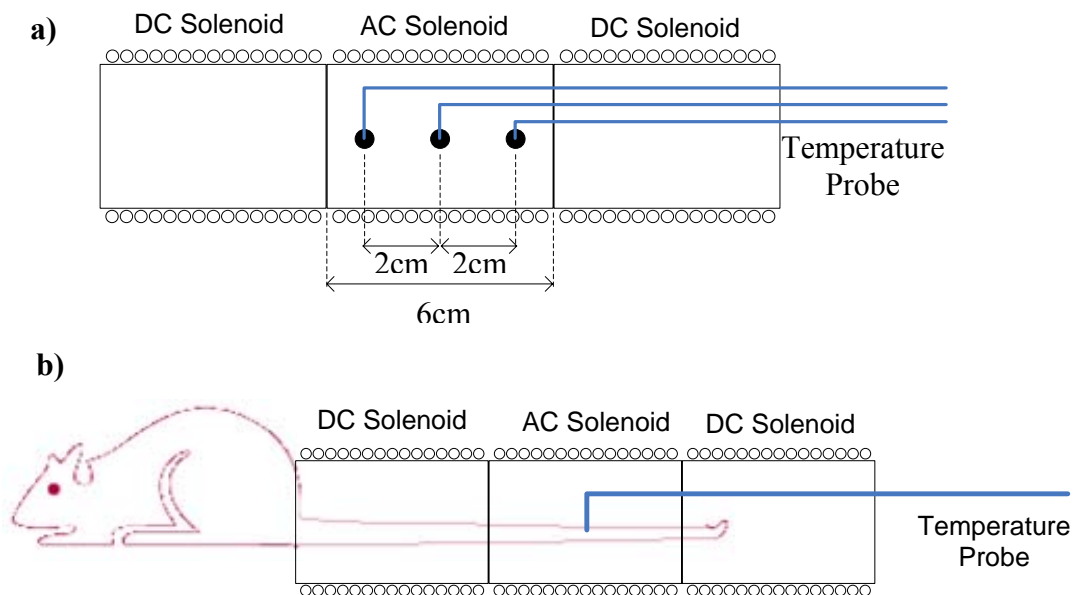 a)
DC Solenoid
AC Solenoid
DC Solenoid
Temperature
Probe
2cm
2cm
6cm
b)
DC Solenoid
AC Solenoid
DC Solenoid
Temperature
Probe